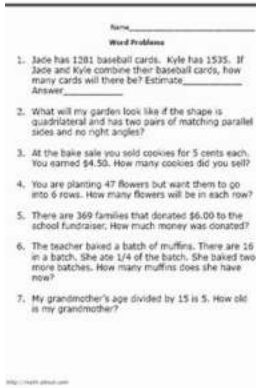 Name____________________
Word Problems
1. Jade has 1281 baseball cards. Kyle has 1535. If
Jade and Kyle combine their baseball cards, how
many cards will there be? Estimate__________
Answer__________
2. What will my garden look like if the shape is
quadrilateral and has two pairs of matching parallel
sides and no right angles?
3. At the bake sale you sold cookies for 5 cents each.
You earned $4.50. How many cookies did you sell?
4. You are planting 47 flowers but want them to go
into 6 rows. How many flowers will be in each row?
5. There are 369 families that donated $6.00 to the
school fundraiser. How much money was donated?
6. The teacher baked a batch of muffins. There are 16
in a batch. She ate 1/4 of the batch. She baked two
more batches. How many muffins does she have
now?
7. My grandmother's age divided by 15 is 5. How old
is my grandmother?
http://math.about.com